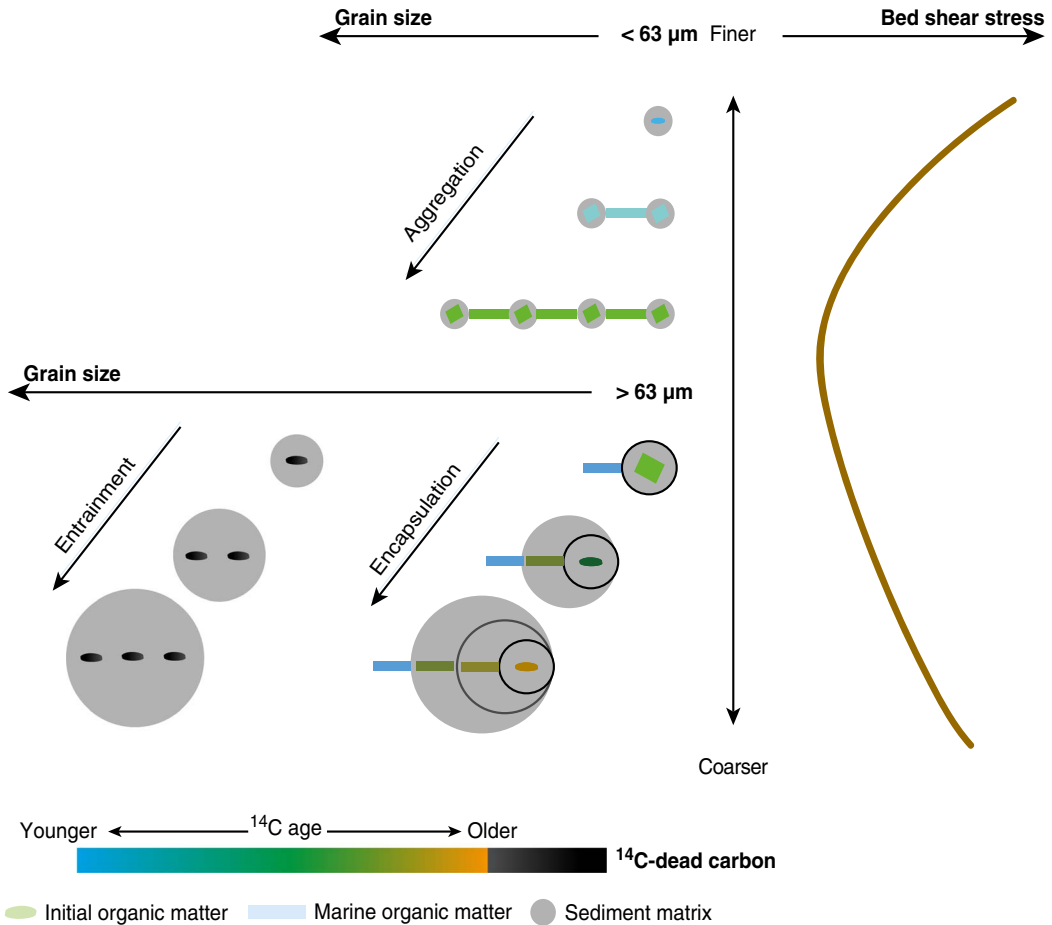 Grain size
Bed shear stress
< 63 µm Finer
Aggregation
Grain size
> 63 µm
Entrainment
Encapsulation
Coarser
Younger
14C age
Older
14C-dead carbon
Initial organic matter
Marine organic matter
Sediment matrix